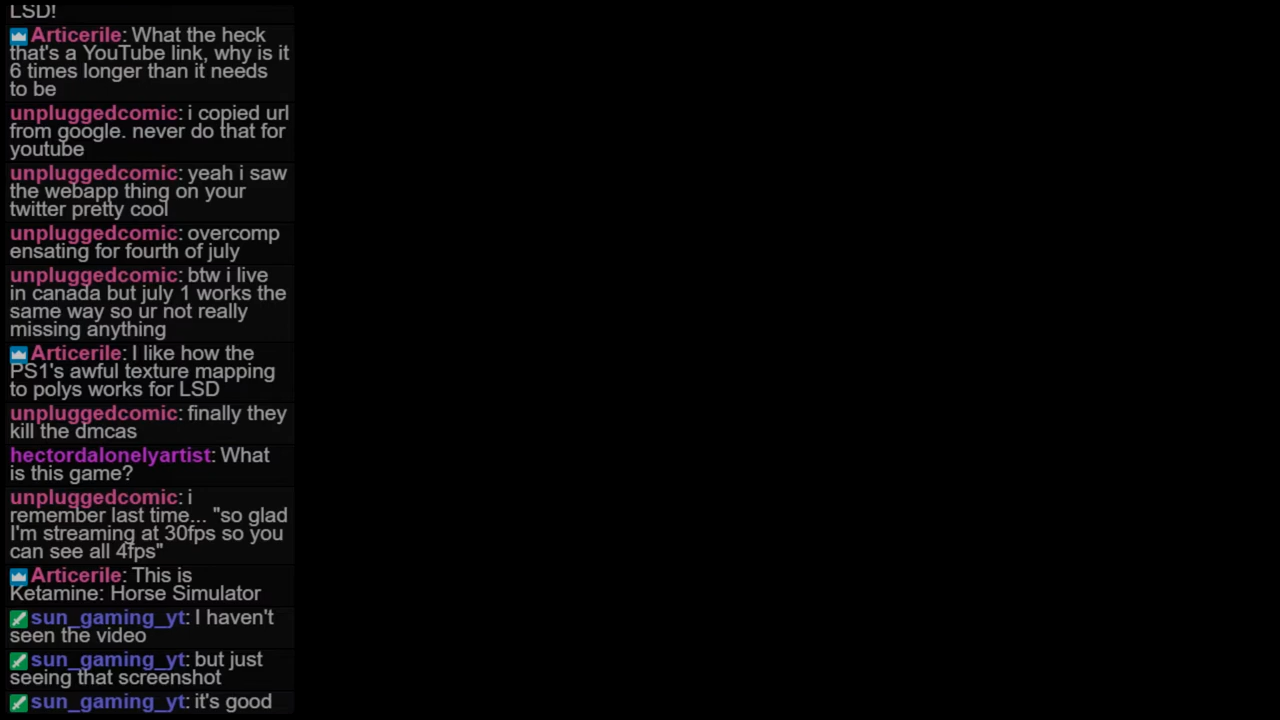 LSD!
Articerile: What the heck
that's a YouTube link, why is it
6 times longer than it needs
to be
unpluggedcomic: i copied url
from google. never do that for
youtube
unpluggedcomic: yeah i saw
the webapp thing on your
twitter pretty cool
unpluggedcomic: overcomp
ensating for fourth of july
unpluggedcomic: btw i live
in canada but july 1 works the
same way so ur not really
missing anything
Articerile: I like how the
PS1's awful texture mapping
to polys works for LSD
unpluggedcomic: finally they
kill the dmcas
hectordalonelyartist: What
is this game?
unpluggedcomic: i
remember last time... "so glad
I'm streaming at 30fps so you
can see all 4fps"
Articerile: This is
Ketamine: Horse Simulator
sun_gaming_yt: I haven't
seen the video
sun_gaming_yt: but just
seeing that screenshot
sun_gaming_yt: it's good